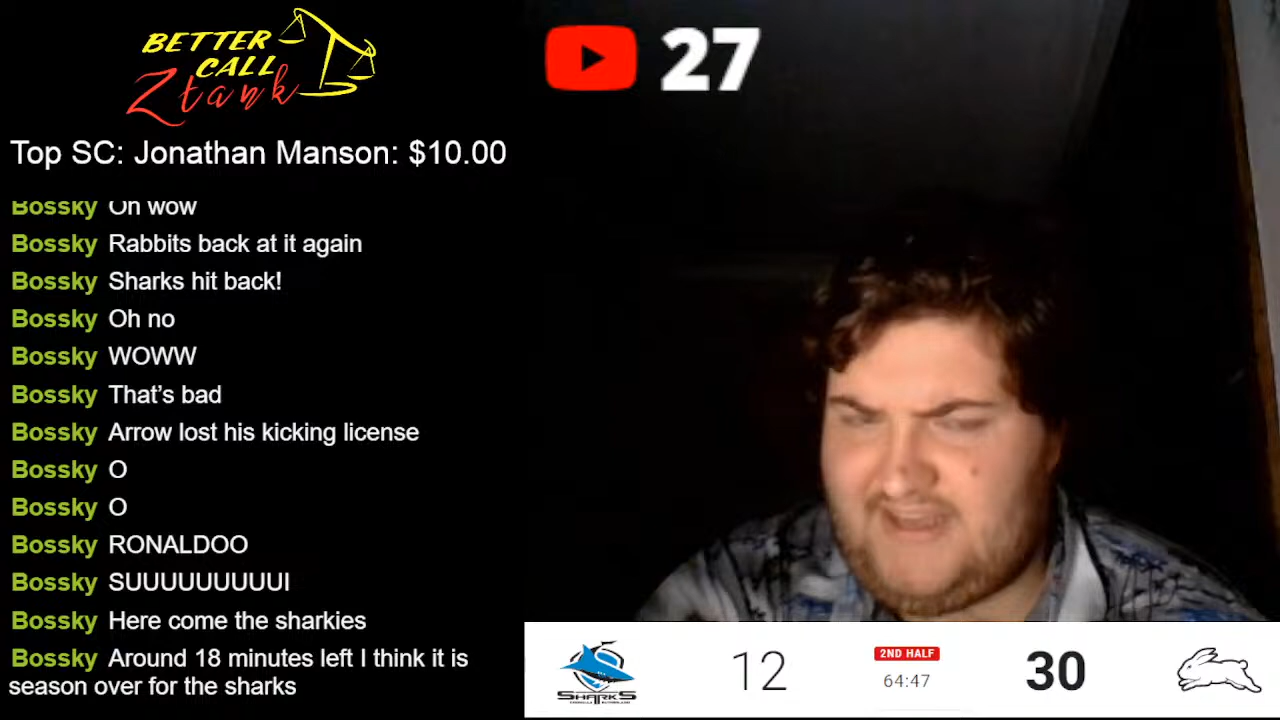 BETTER
CALL
Ztank
27
Top SC: Jonathan Manson: $10.00
Bossky Oh wow
Bossky Rabbits back at it again
Bossky Sharks hit back!
Bossky Oh no
Bossky WOWW
Bossky That’s bad
Bossky Arrow lost his kicking license
Bossky O
Bossky O
Bossky RONALDOO
Bossky SUUUUUUUUUI
Bossky Here come the sharkies
Bossky Around 18 minutes left I think it is
season over for the sharks
SHARKS
12
2ND HALF
64:47
30